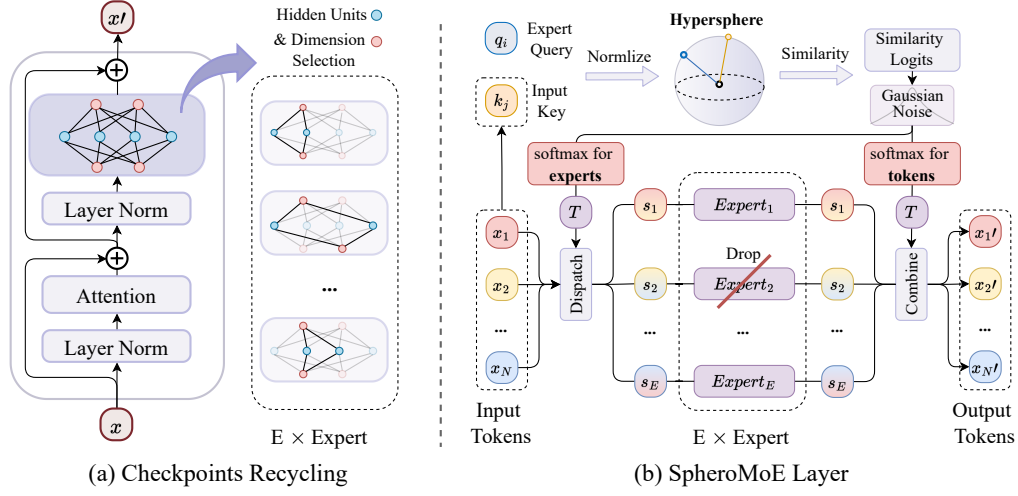 x′
Hidden Units
& Dimension
Selection
Layer Norm
Attention
Layer Norm
x
...
E × Expert
(a) Checkpoints Recycling
q_i
Expert
Query
k_j
Input
Key
Normlize
Hypersphere
Similarity
Similarity
Logits
Gaussian
Noise
softmax for
experts
softmax for
tokens
T
T
x_1
x_2
...
x_N
Input
Tokens
Dispatch
s_1
s_2
...
s_E
Expert_1
Drop
Expert_2
...
Expert_E
E × Expert
s_1
s_2
...
s_E
Combine
x_1′
x_2′
...
x_N′
Output
Tokens
(b) SpheroMoE Layer